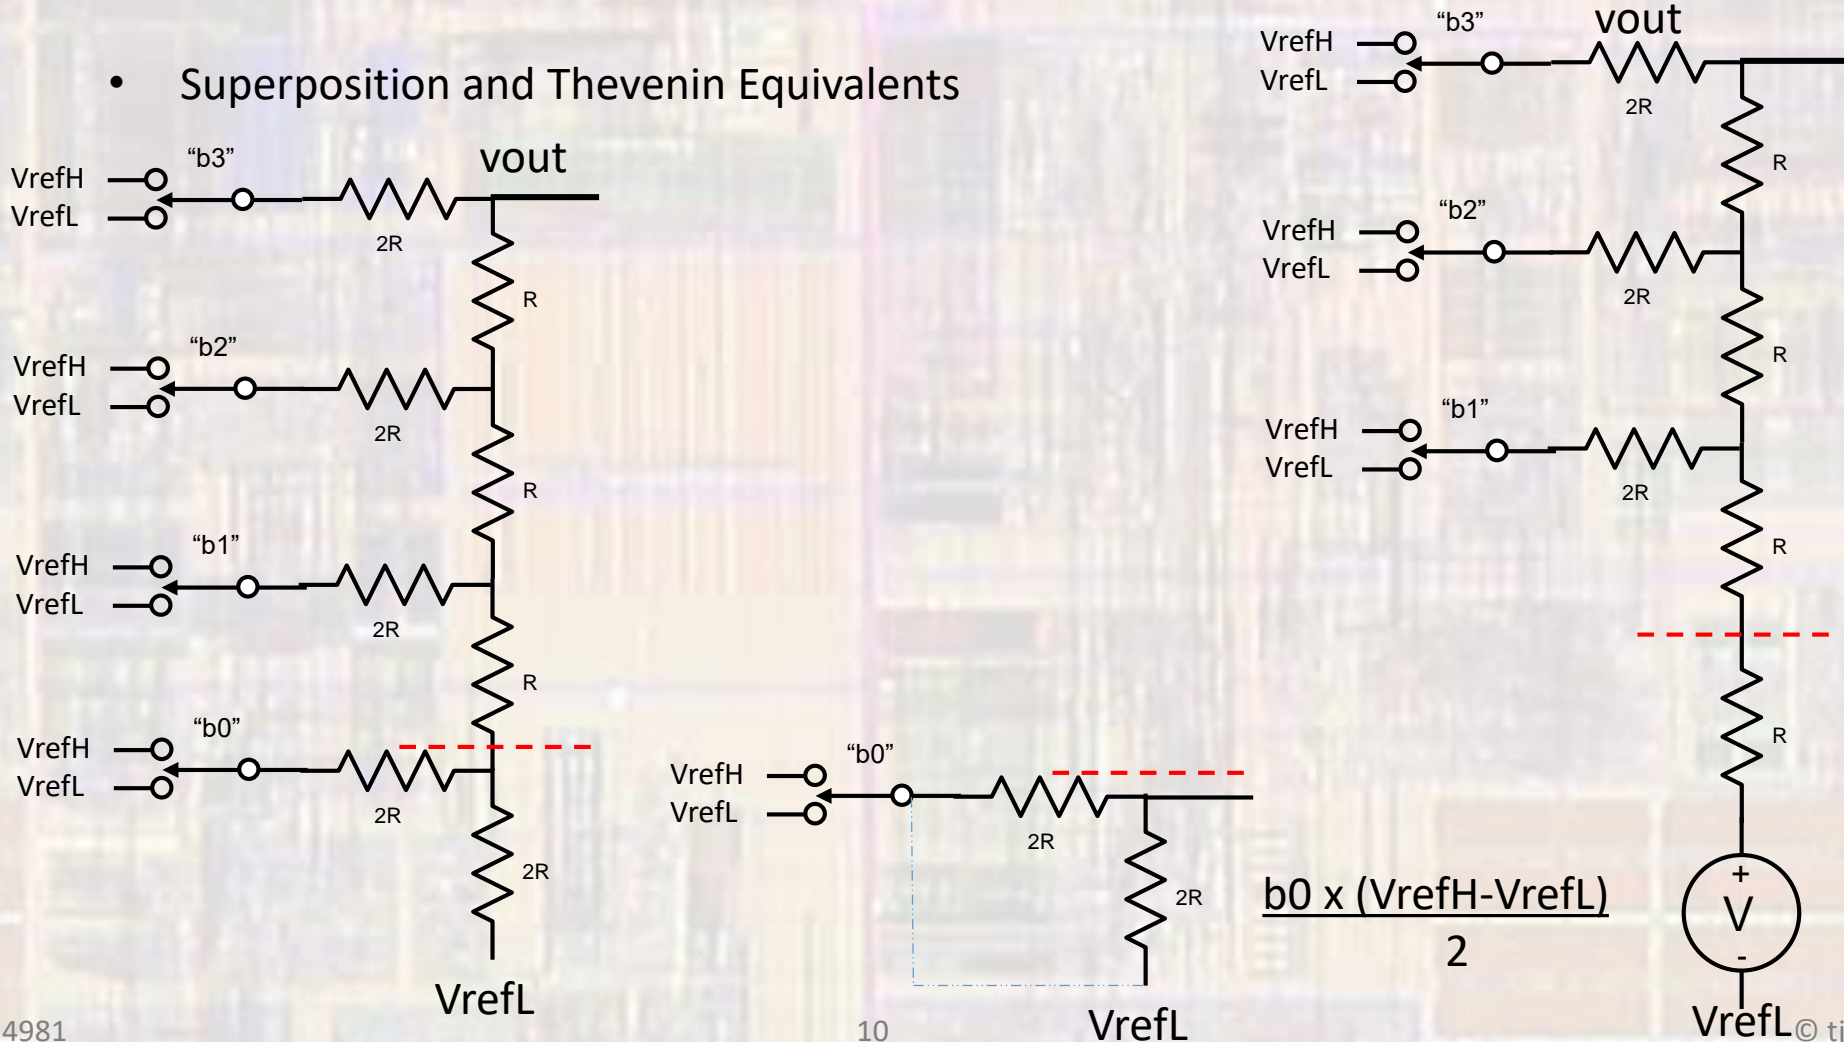 • Superposition and Thevenin Equivalents
“b3”
vout
VrefH
VrefL
2R
R
“b2”
VrefH
VrefL
2R
R
“b1”
VrefH
VrefL
2R
R
“b0”
VrefH
VrefL
2R
2R
VrefL
“b0”
VrefH
VrefL
2R
2R
VrefL
b0 x (VrefH-VrefL)
2
“b3”
vout
VrefH
VrefL
2R
R
“b2”
VrefH
VrefL
2R
R
“b1”
VrefH
VrefL
2R
R
R
+
V
-
VrefL
4981
10
© ti